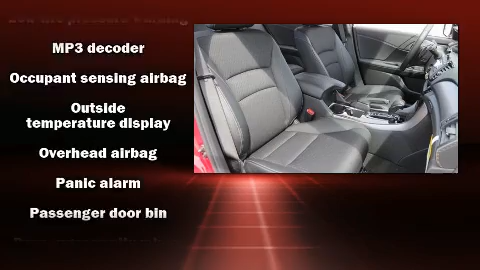 MP3 decoder
Occupant sensing airbag
Outside
temperature display
Overhead airbag
Panic alarm
Passenger door bin